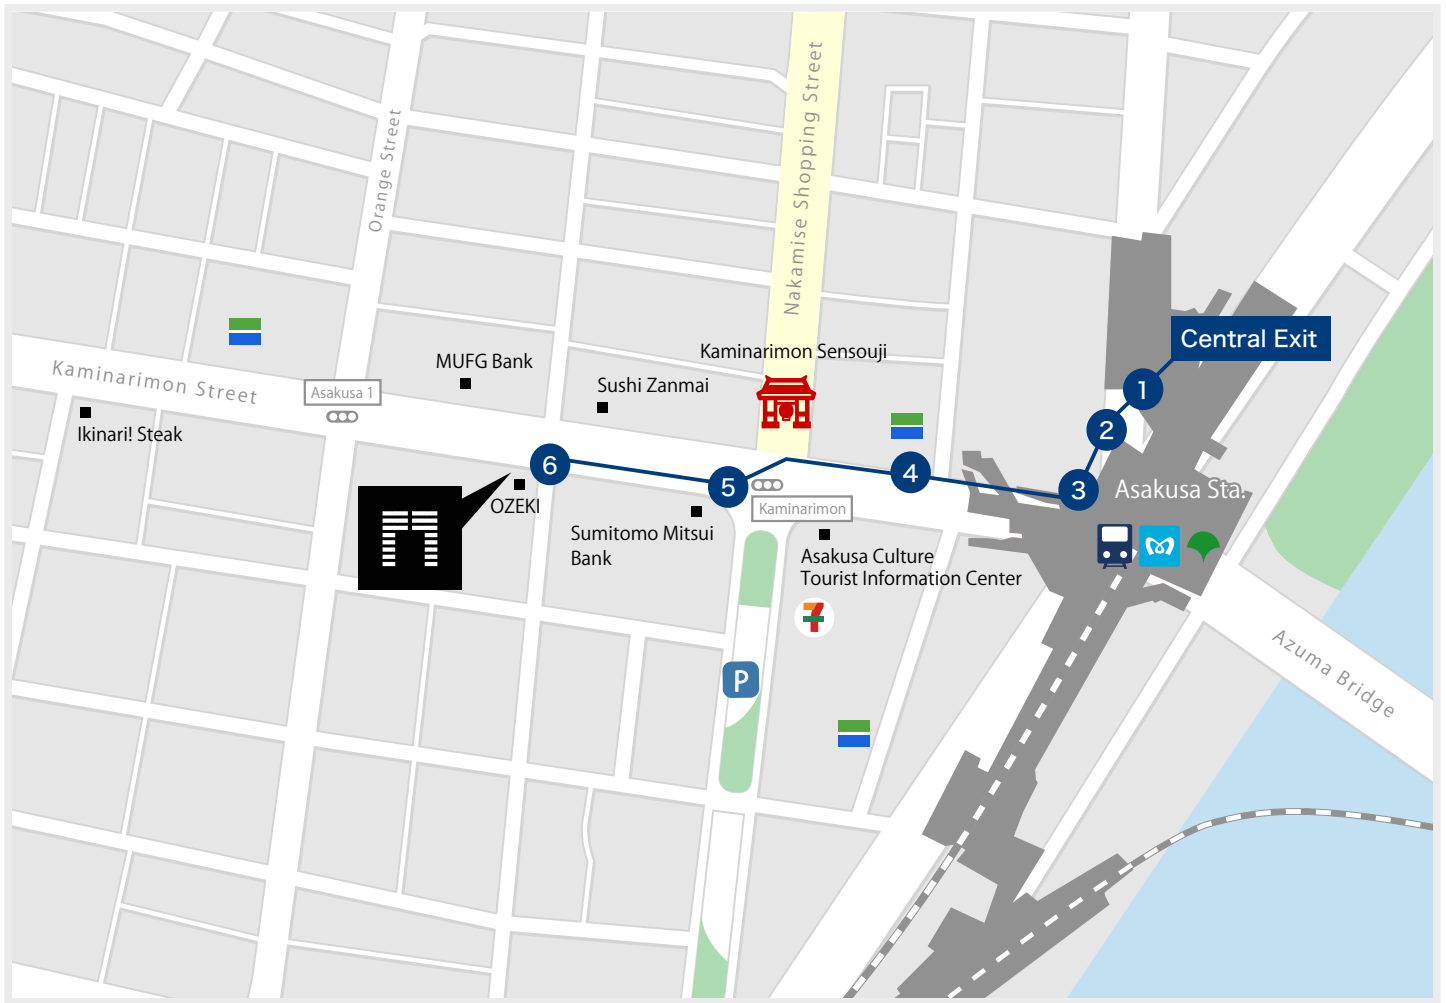 Orange Street
Nakamise Shopping Street
Central Exit
Kaminarimon Sensouji
MUFG Bank
Sushi Zanmai
Kaminarimon Street
Asakusa 1
1
Ikinari! Steak
2
6
5
4
3
Asakusa Sta.
OZEKI
Kaminarimon
Sumitomo Mitsui
Bank
Asakusa Culture
Tourist Information Center
7
P
Azuma Bridge